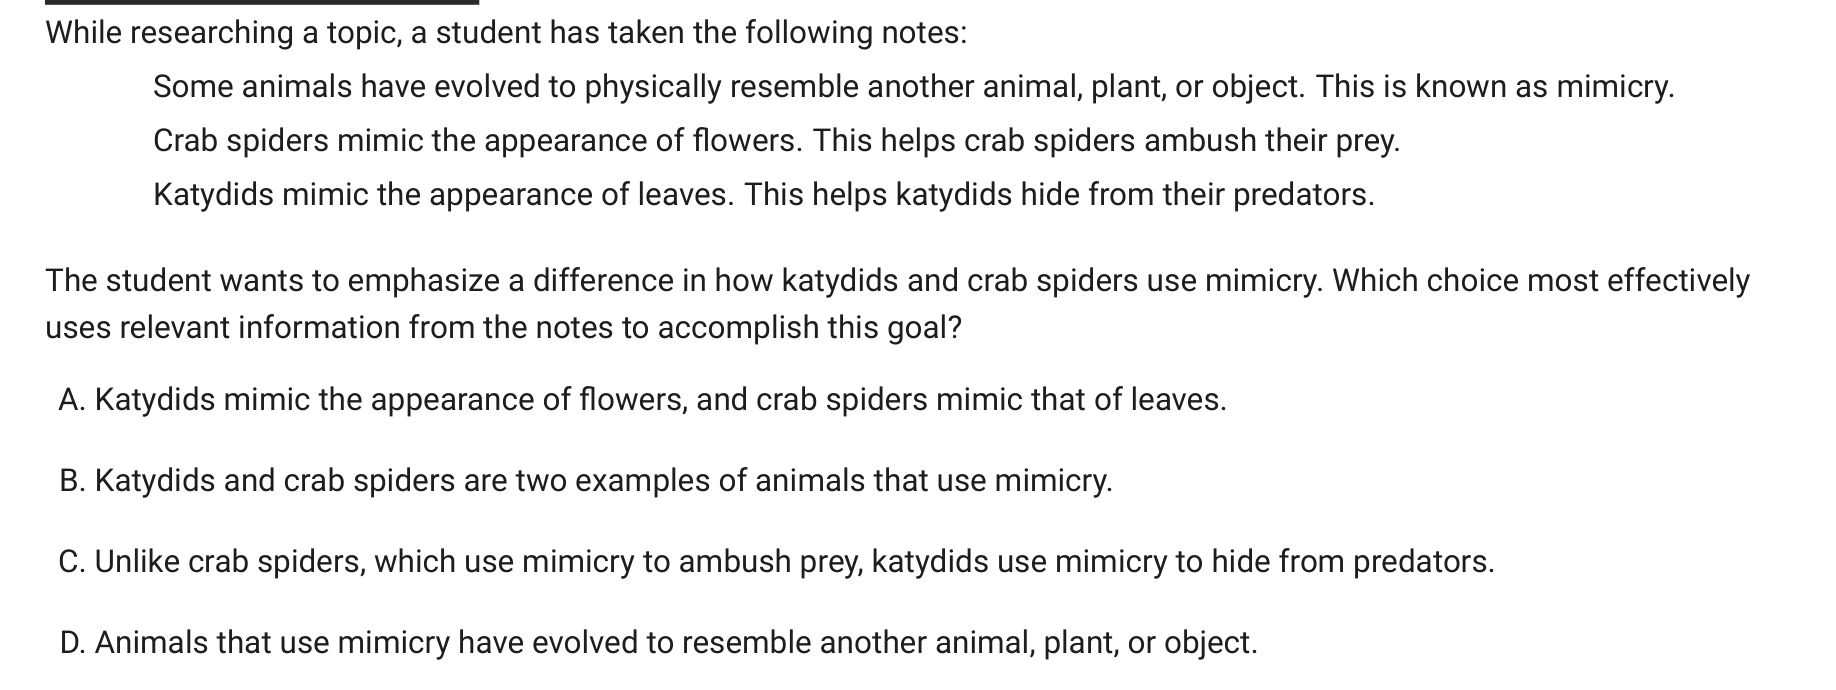 While researching a topic, a student has taken the following notes:
Some animals have evolved to physically resemble another animal, plant, or object. This is known as mimicry.
Crab spiders mimic the appearance of flowers. This helps crab spiders ambush their prey.
Katydids mimic the appearance of leaves. This helps katydids hide from their predators.
The student wants to emphasize a difference in how katydids and crab spiders use mimicry. Which choice most effectively
uses relevant information from the notes to accomplish this goal?
A. Katydids mimic the appearance of flowers, and crab spiders mimic that of leaves.
B. Katydids and crab spiders are two examples of animals that use mimicry.
C. Unlike crab spiders, which use mimicry to ambush prey, katydids use mimicry to hide from predators.
D. Animals that use mimicry have evolved to resemble another animal, plant, or object.